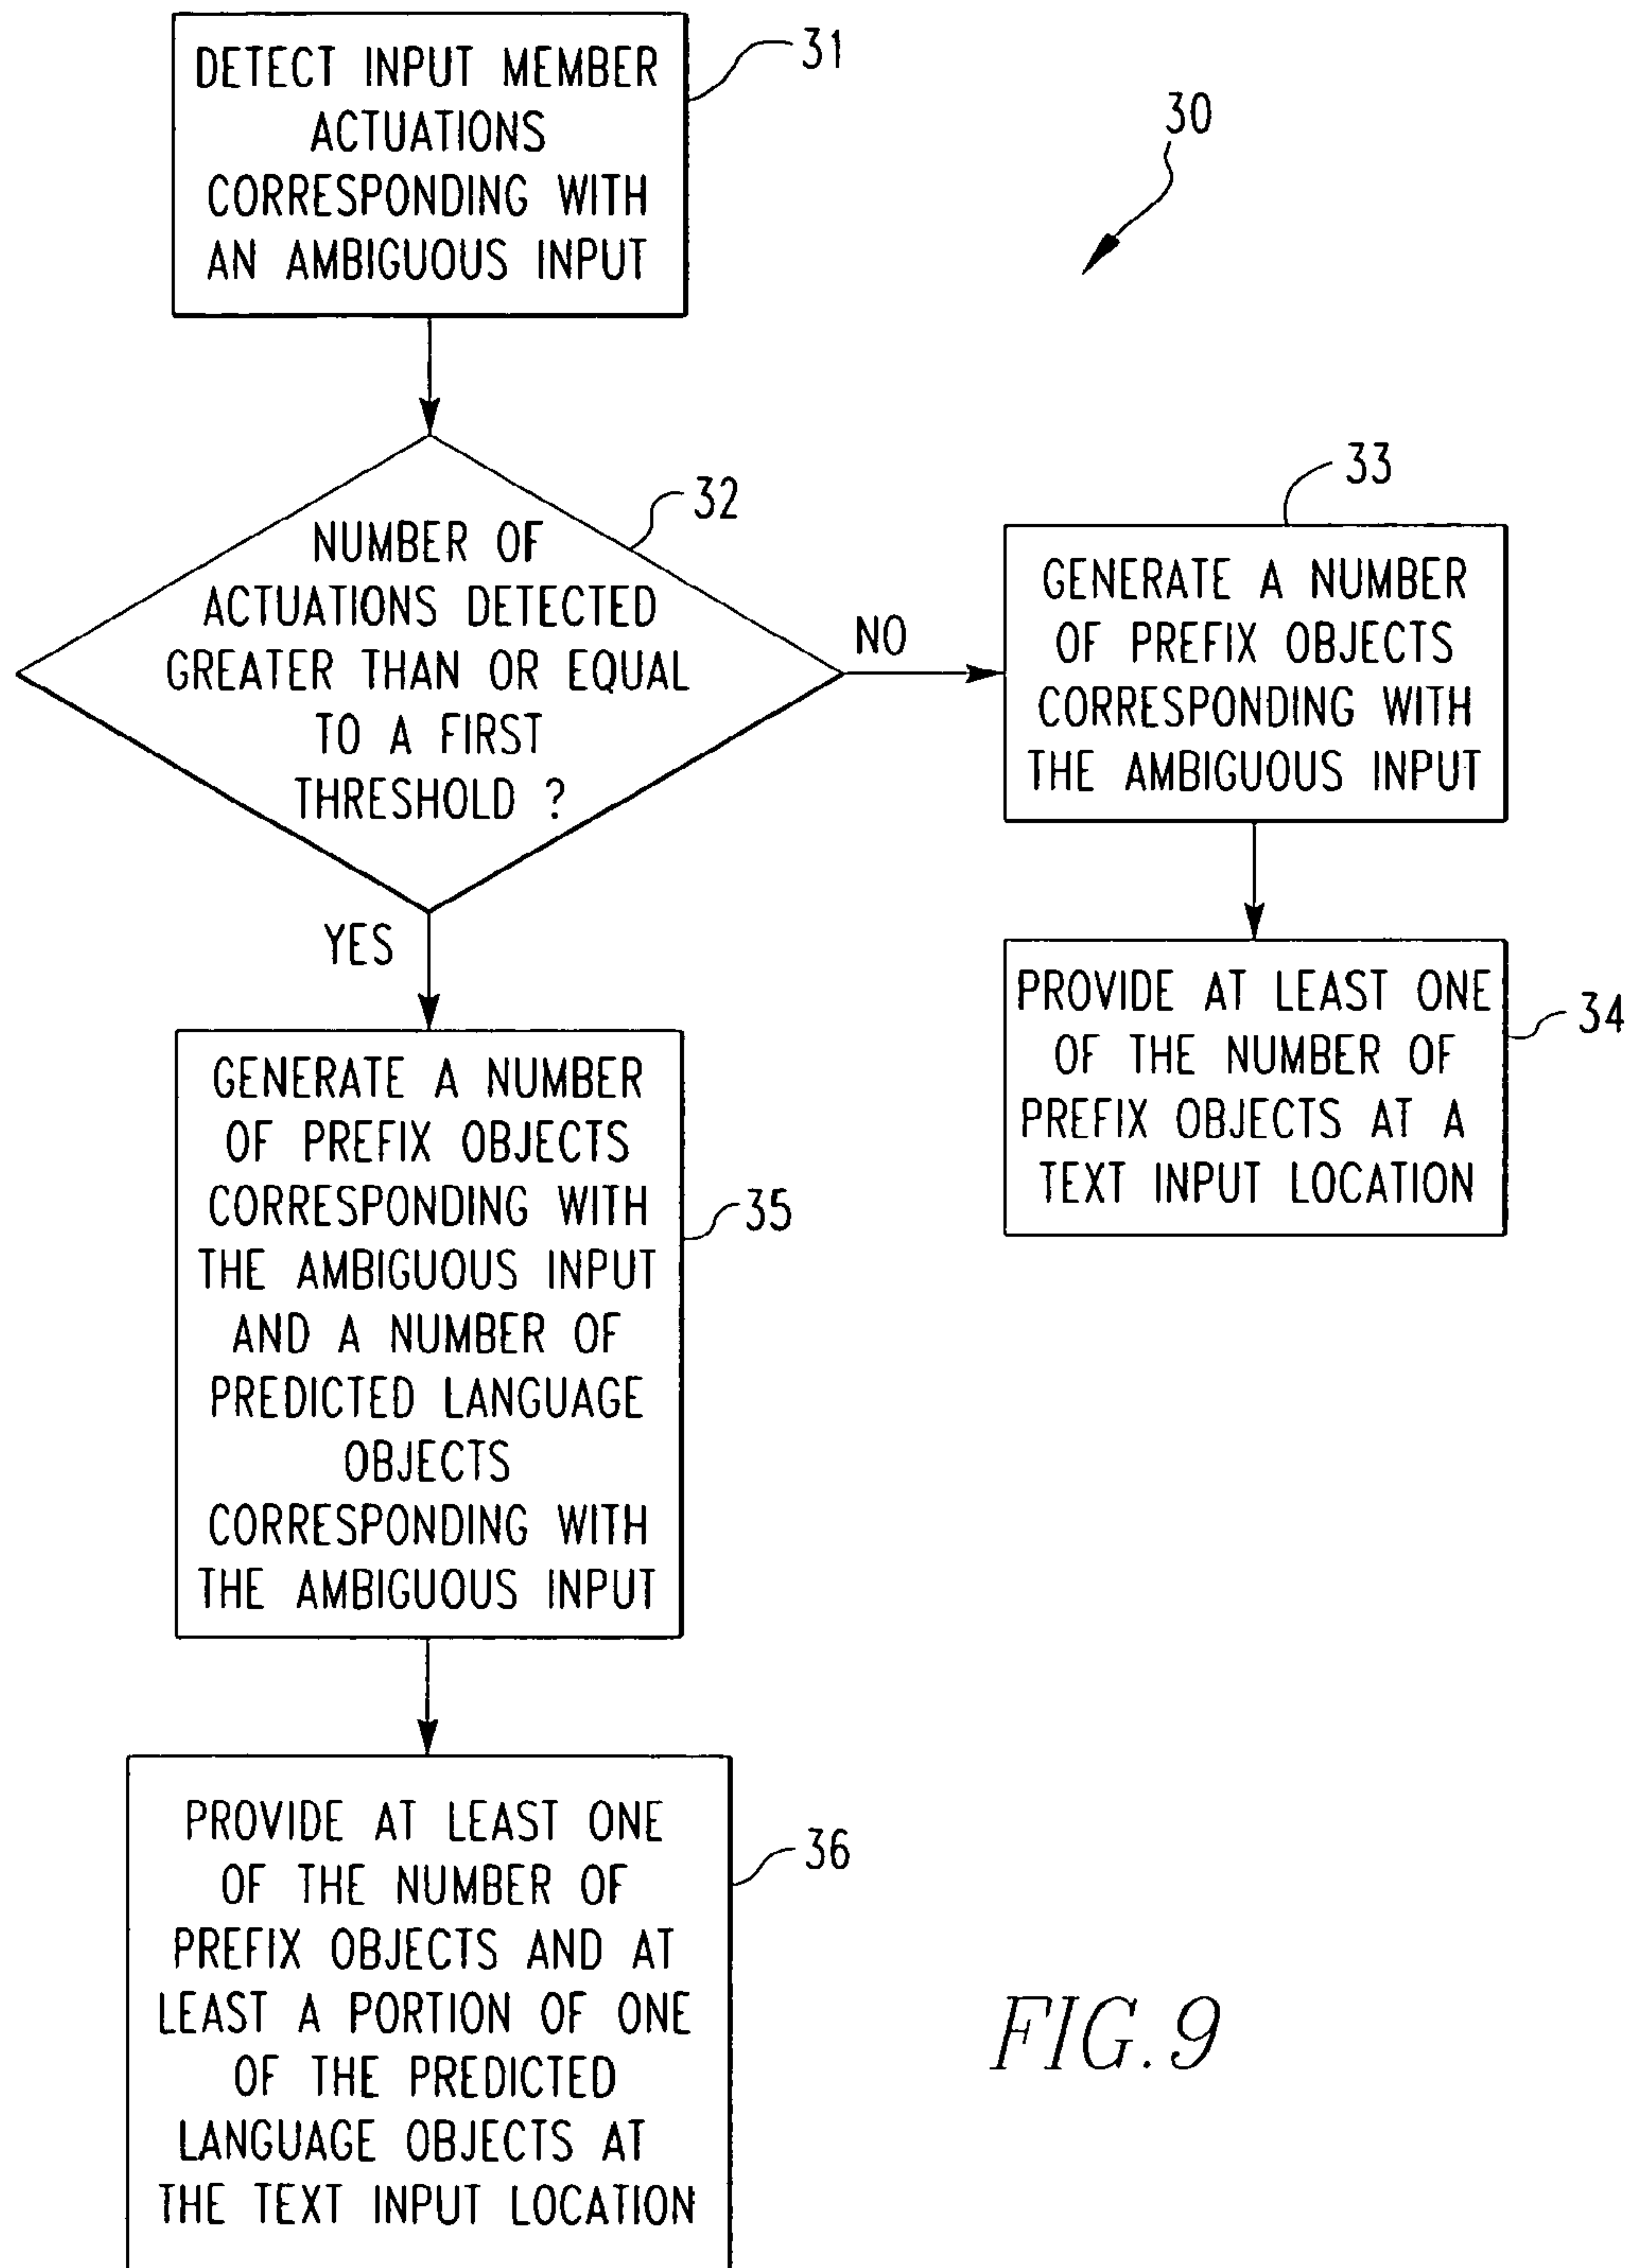 DETECT INPUT MEMBER
ACTUATIONS
CORRESPONDING WITH
AN AMBIGUOUS INPUT
31
30
NUMBER OF
ACTUATIONS DETECTED
GREATER THAN OR EQUAL
TO A FIRST
THRESHOLD ?
32
NO
33
GENERATE A NUMBER
OF PREFIX OBJECTS
CORRESPONDING WITH
THE AMBIGUOUS INPUT
PROVIDE AT LEAST ONE
OF THE NUMBER OF
PREFIX OBJECTS AT A
TEXT INPUT LOCATION
34
YES
GENERATE A NUMBER
OF PREFIX OBJECTS
CORRESPONDING WITH
THE AMBIGUOUS INPUT
AND A NUMBER OF
PREDICTED LANGUAGE
OBJECTS
CORRESPONDING WITH
THE AMBIGUOUS INPUT
35
PROVIDE AT LEAST ONE
OF THE NUMBER OF
PREFIX OBJECTS AND AT
LEAST A PORTION OF ONE
OF THE PREDICTED
LANGUAGE OBJECTS AT
THE TEXT INPUT LOCATION
36
FIG.9